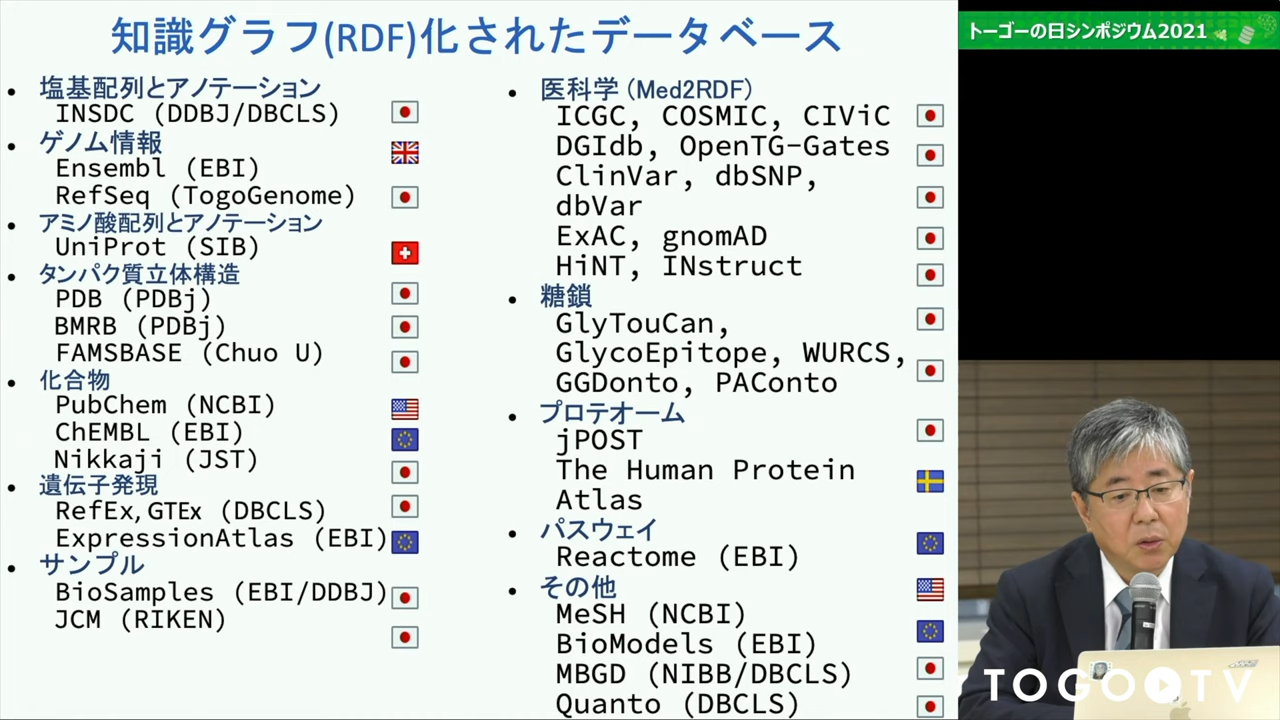 知識グラフ(RDF)化されたデータベース
• 塩基配列とアノテーション
INSDC (DDBJ/DBCLS)
• ゲノム情報
Ensembl (EBI)
RefSeq (TogoGenome)
• アミノ酸配列とアノテーション
UniProt (SIB)
• タンパク質立体構造
PDB (PDBj)
BMRB (PDBj)
FAMSBASE (Chuo U)
• 化合物
PubChem (NCBI)
ChEMBL (EBI)
Nikkaji (JST)
• 遺伝子発現
RefEx, GTEx (DBCLS)
ExpressionAtlas (EBI)
• サンプル
BioSamples (EBI/DDBJ)
JCM (RIKEN)
• 医科学 (Med2RDF)
ICGC, COSMIC, CIViC
DGIdb, OpenTG-Gates
ClinVar, dbSNP,
dbVar
ExAC, gnomAD
HiNT, INstruct
• 糖鎖
GlyTouCan,
GlycoEpitope, WURCS,
GGDonto, PAConto
• プロテオーム
jPOST
The Human Protein
Atlas
• パスウェイ
Reactome (EBI)
• その他
MeSH (NCBI)
BioModels (EBI)
MBGD (NIBB/DBCLS)
Quanto (DBCLS)
トーゴーの日シンポジウム2021
TOGO TV